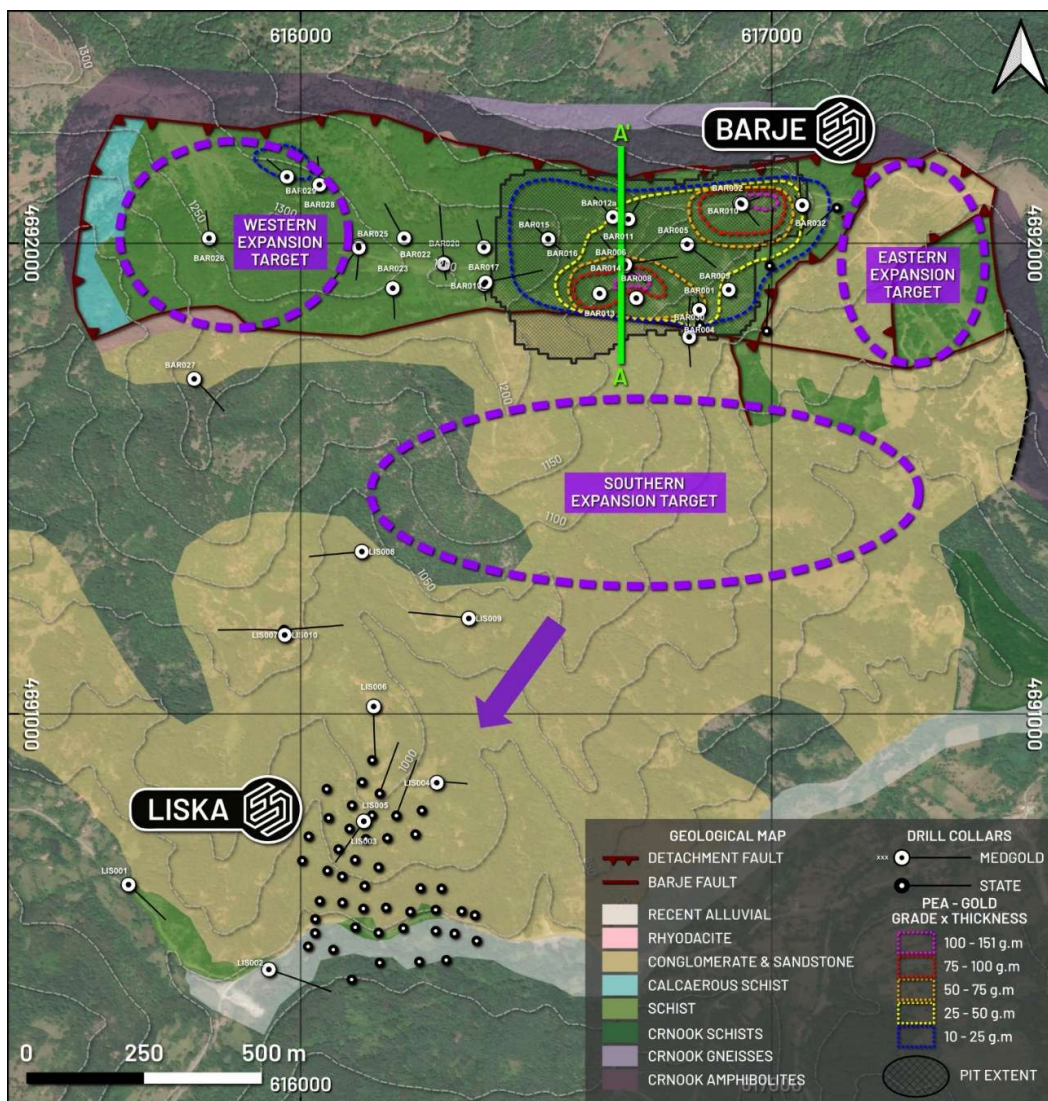 616000
617000
1300
BARJE
A'
BAR002
BAR029
BAR028
BAR010
BAR012a
BAR032
1250
1300
WESTERN
EXPANSION
TARGET
BAR015
BAR011
BAR025
BAR020
BAR005
4692000
4692000
BAR026
BAR022
BAR016
BAR006
BAR017
EASTERN
EXPANSION
TARGET
BAR023
BAR014
BAR008
BAR001
BAR013
BAR030
BAR004
BAR027
A
1200
1150
SOUTHERN
EXPANSION TARGET
1100
LIS008
1050
LIS009
LIS007
LIS010
LIS006
4691000
4691000
1000
LIS004
LISKA
LIS005
LIS003
LIS001
LIS002
GEOLOGICAL MAP
DETACHMENT FAULT
BARJE FAULT
RECENT ALLUVIAL
RHYODACITE
CONGLOMERATE & SANDSTONE
CALCAEROUS SCHIST
SCHIST
CRNOOK SCHISTS
CRNOOK GNEISSES
CRNOOK AMPHIBOLITES
DRILL COLLARS
xxx MEDGOLD
STATE
PEA - GOLD
GRADE x THICKNESS
100 - 151 g.m
75 - 100 g.m
50 - 75 g.m
25 - 50 g.m
10 - 25 g.m
PIT EXTENT
0 250 500 m
616000
617000